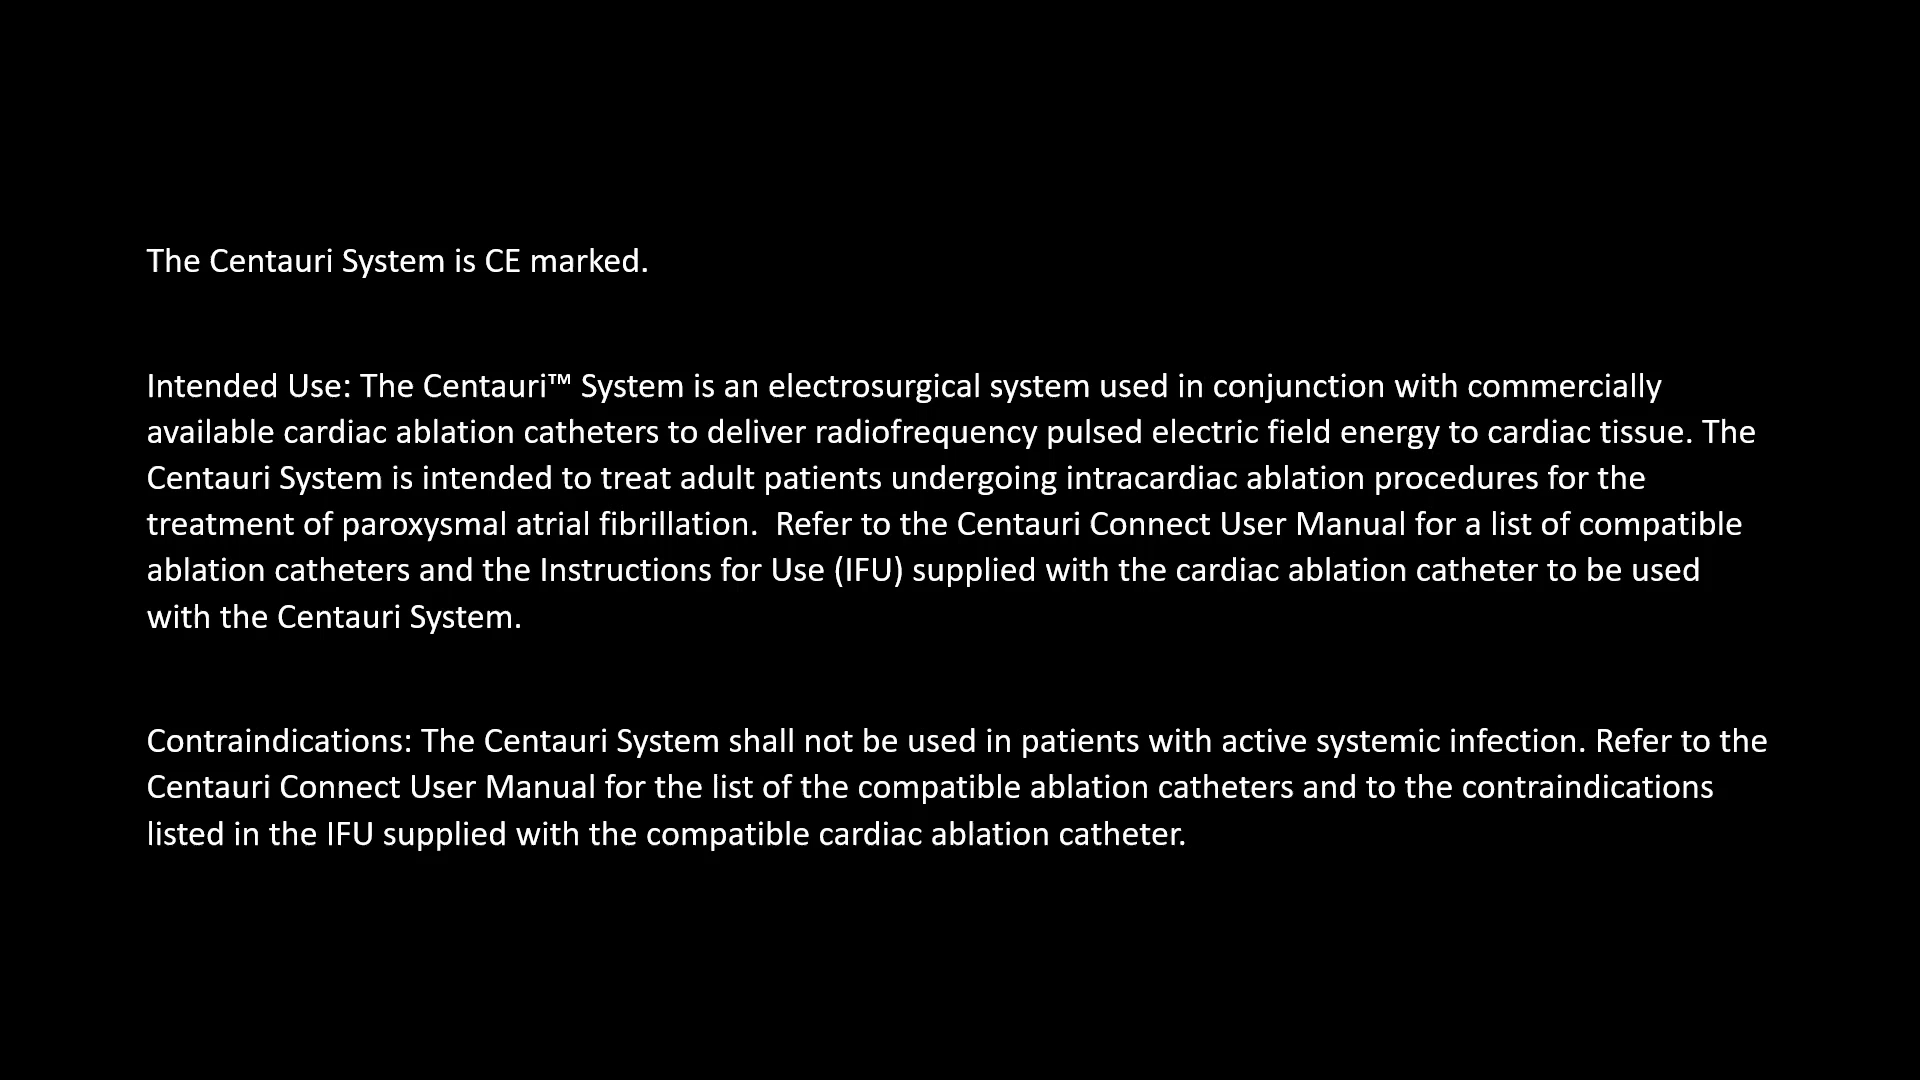 The Centauri System is CE marked.
Intended Use: The Centauri™ System is an electrosurgical system used in conjunction with commercially
available cardiac ablation catheters to deliver radiofrequency pulsed electric field energy to cardiac tissue. The
Centauri System is intended to treat adult patients undergoing intracardiac ablation procedures for the
treatment of paroxysmal atrial fibrillation.  Refer to the Centauri Connect User Manual for a list of compatible
ablation catheters and the Instructions for Use (IFU) supplied with the cardiac ablation catheter to be used
with the Centauri System.
Contraindications: The Centauri System shall not be used in patients with active systemic infection. Refer to the
Centauri Connect User Manual for the list of the compatible ablation catheters and to the contraindications
listed in the IFU supplied with the compatible cardiac ablation catheter.